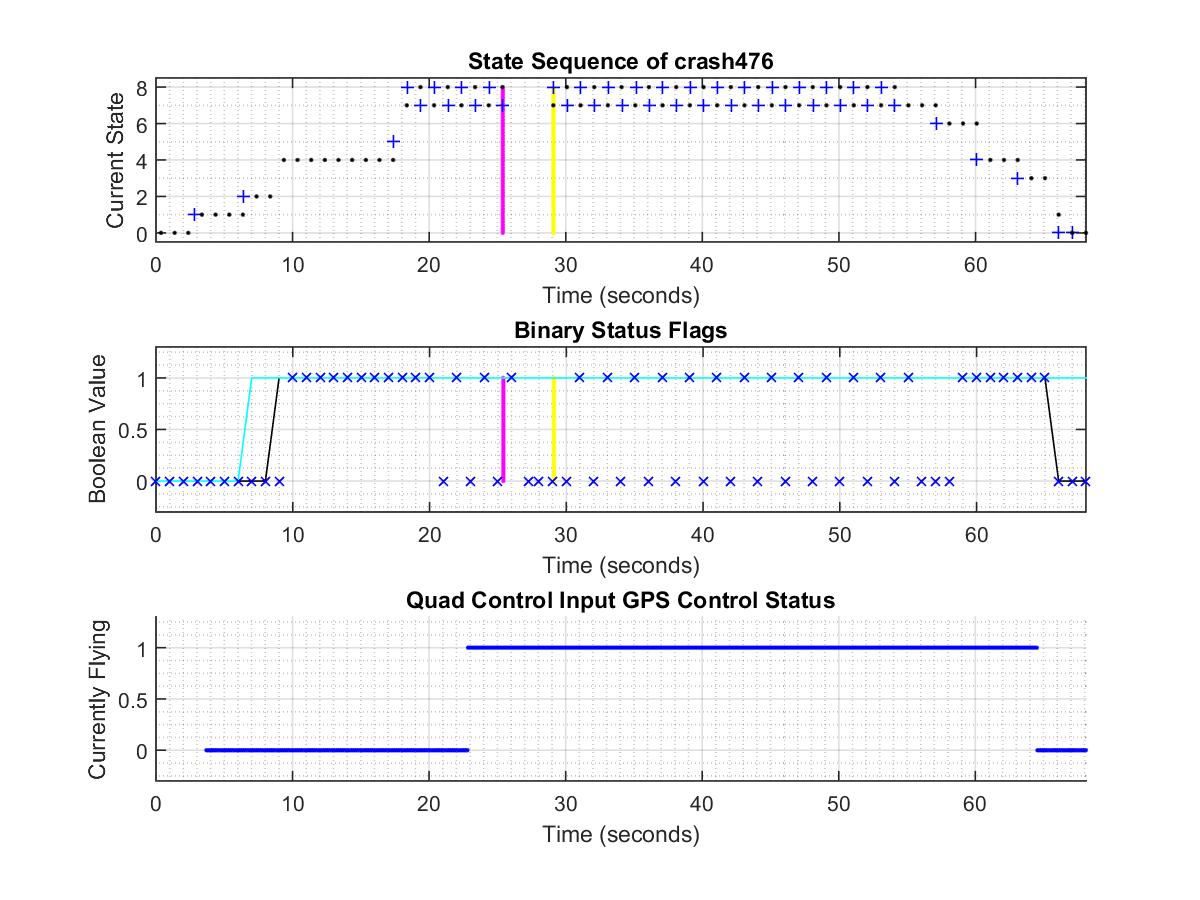 State Sequence of crash476
Current State
8
6
4
2
0
0 10 20 30 40 50 60
Time (seconds)
Binary Status Flags
Boolean Value
1
0.5
0
0 10 20 30 40 50 60
Time (seconds)
Quad Control Input GPS Control Status
Currently Flying
1
0.5
0
0 10 20 30 40 50 60
Time (seconds)